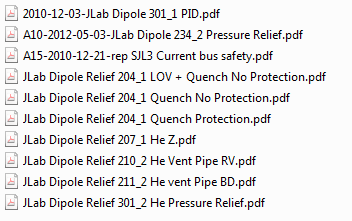 2010-12-03-JLab Dipole 301_1 PID.pdf
A10-2012-05-03-JLab Dipole 234_2 Pressure Relief.pdf
A15-2010-12-21-rep SJL3 Current bus safety.pdf
JLab Dipole Relief 204_1 LOV + Quench No Protection.pdf
JLab Dipole Relief 204_1 Quench No Protection.pdf
JLab Dipole Relief 204_1 Quench Protection.pdf
JLab Dipole Relief 207_1 He Z.pdf
JLab Dipole Relief 210_2 He Vent Pipe RV.pdf
JLab Dipole Relief 211_2 He vent Pipe BD.pdf
JLab Dipole Relief 301_2 He Pressure Relief.pdf